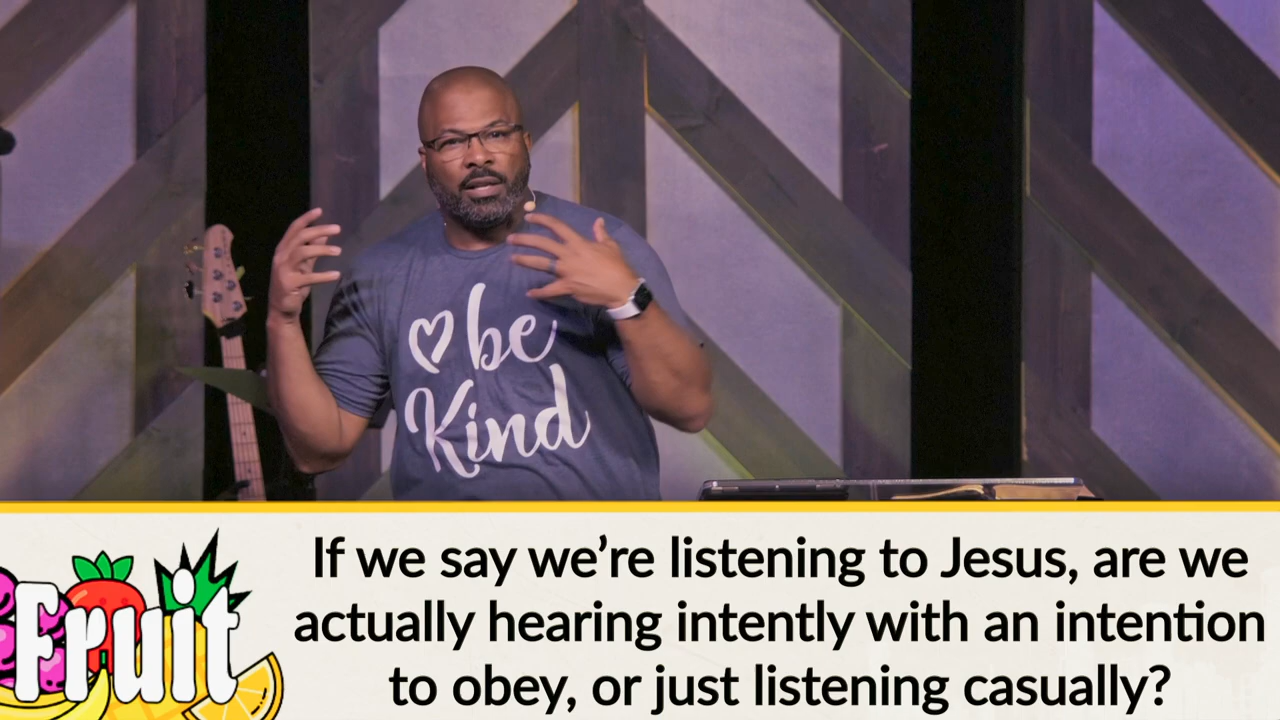 be
Kind
Fruit
If we say we’re listening to Jesus, are we
actually hearing intently with an intention
to obey, or just listening casually?